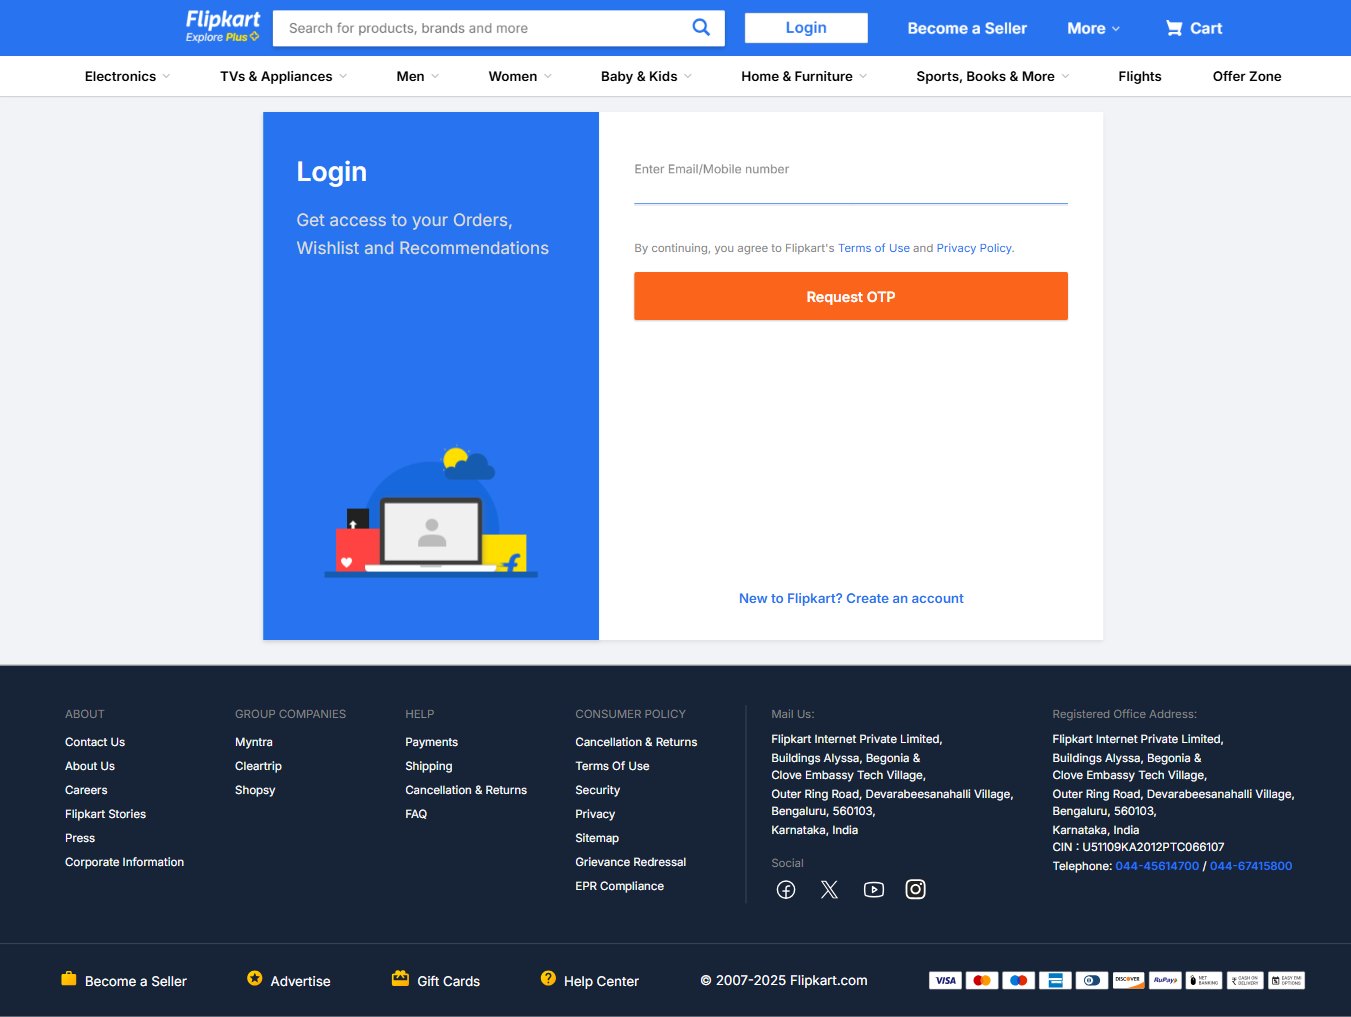 Flipkart
Explore Plus
Search for products, brands and more
Login
Become a Seller
More
Cart
Electronics
TVs & Appliances
Men
Women
Baby & Kids
Home & Furniture
Sports, Books & More
Flights
Offer Zone
Login
Get access to your Orders,
Wishlist and Recommendations
Enter Email/Mobile number
By continuing, you agree to Flipkart's Terms of Use and Privacy Policy.
Request OTP
New to Flipkart? Create an account
ABOUT
Contact Us
About Us
Careers
Flipkart Stories
Press
Corporate Information
GROUP COMPANIES
Myntra
Cleartrip
Shopsy
HELP
Payments
Shipping
Cancellation & Returns
FAQ
CONSUMER POLICY
Cancellation & Returns
Terms Of Use
Security
Privacy
Sitemap
Grievance Redressal
EPR Compliance
Mail Us:
Flipkart Internet Private Limited,
Buildings Alyssa, Begonia &
Clove Embassy Tech Village,
Outer Ring Road, Devarabeesanahalli Village,
Bengaluru, 560103,
Karnataka, India
Social
Registered Office Address:
Flipkart Internet Private Limited,
Buildings Alyssa, Begonia &
Clove Embassy Tech Village,
Outer Ring Road, Devarabeesanahalli Village,
Bengaluru, 560103,
Karnataka, India
CIN : U51109KA2012PTC066107
Telephone: 044-45614700 / 044-67415800
Become a Seller
Advertise
Gift Cards
Help Center
© 2007-2025 Flipkart.com
VISA
DISCOVER
RuPay
NET
BANKING
CASH ON
DELIVERY
EASY EMI
OPTIONS